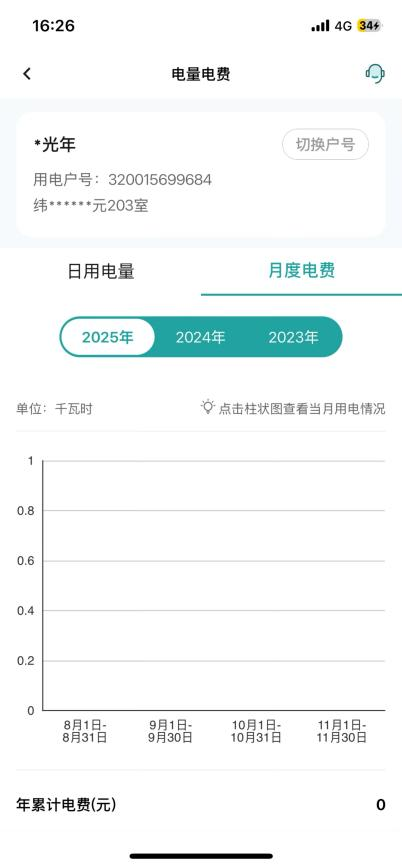 16:26
4G
34
电量电费
*光年
切换户号
用电户号：320015699684
纬******元203室
日用电量
月度电费
2025年
2024年
2023年
单位：千瓦时
点击柱状图查看当月用电情况
1
0.8
0.6
0.4
0.2
0
8月1日-
8月31日
9月1日-
9月30日
10月1日-
10月31日
11月1日-
11月30日
年累计电费(元)
0